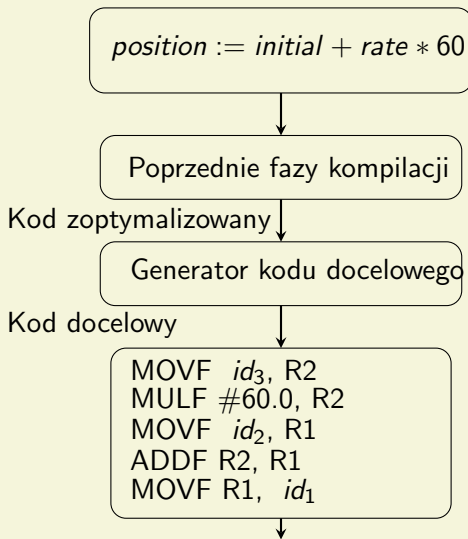 position := initial + rate ∗ 60
Poprzednie fazy kompilacji
Kod zoptymalizowany
Generator kodu docelowego
Kod docelowy
MOVF id₃, R2
MULF #60.0, R2
MOVF id₂, R1
ADDF R2, R1
MOVF R1, id₁